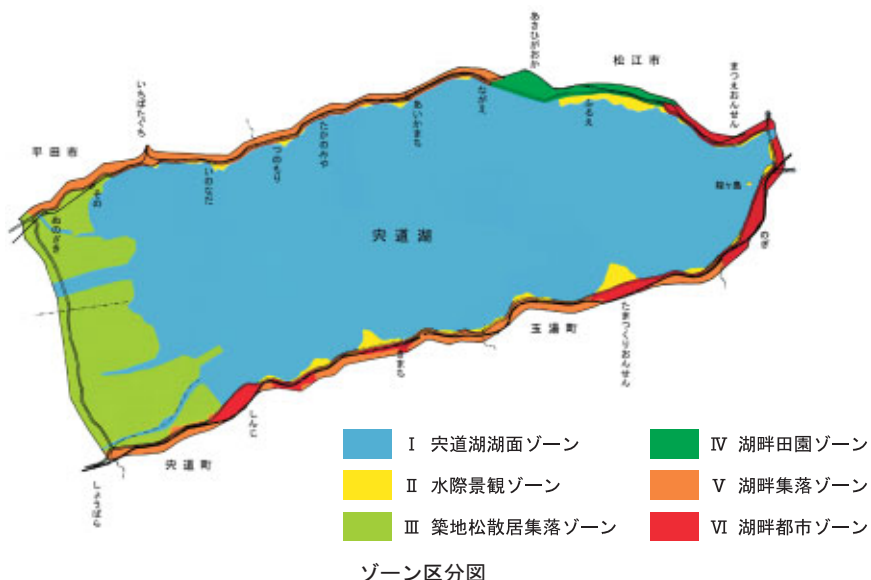 あさひがおか
松江市
まつえおんせん
いちばたぐち
平田市
ながえ
ふるえ
あいかまち
たかのみや
つのもり
いのなだ
その
ぬのざき
嫁ヶ島
のぎ
宍道湖
玉湯町
たまつくりおんせん
きまち
しんこ
宍道町
しょうばら
Ⅰ 宍道湖湖面ゾーン
Ⅱ 水際景観ゾーン
Ⅲ 築地松散居集落ゾーン
Ⅳ 湖畔田園ゾーン
Ⅴ 湖畔集落ゾーン
Ⅵ 湖畔都市ゾーン
ゾーン区分図